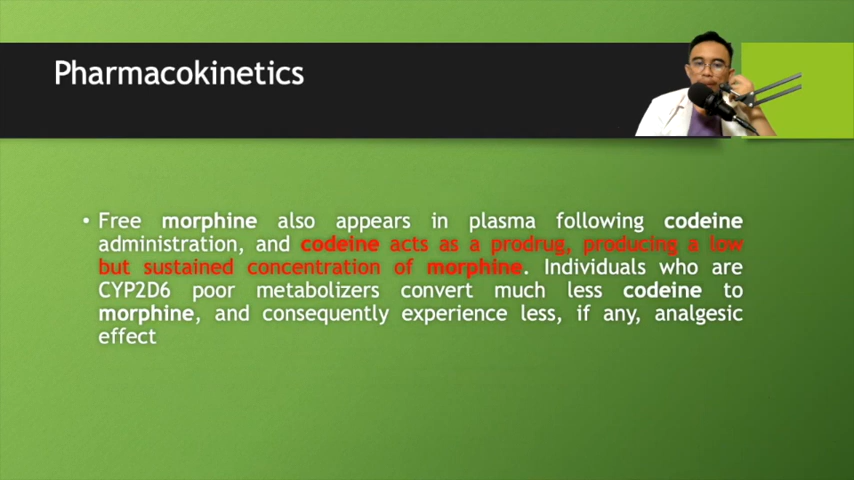 Pharmacokinetics
• Free morphine also appears in plasma following codeine
administration, and codeine acts as a prodrug, producing a low
but sustained concentration of morphine. Individuals who are
CYP2D6 poor metabolizers convert much less codeine to
morphine, and consequently experience less, if any, analgesic
effect